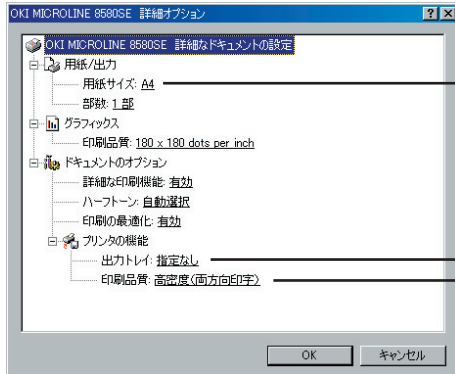 OKI MICROLINE 8580SE 詳細オプション
OKI MICROLINE 8580SE 詳細なドキュメントの設定
用紙/出力
用紙サイズ: A4
部数: 1 部
グラフィックス
印刷品質: 180 x 180 dots per inch
ドキュメントのオプション
詳細な印刷機能: 有効
ハーフトーン: 自動選択
印刷の最適化: 有効
プリンタの機能
出力トレイ: 指定なし
印刷品質: 高密度(両方向印字)
OK キャンセル